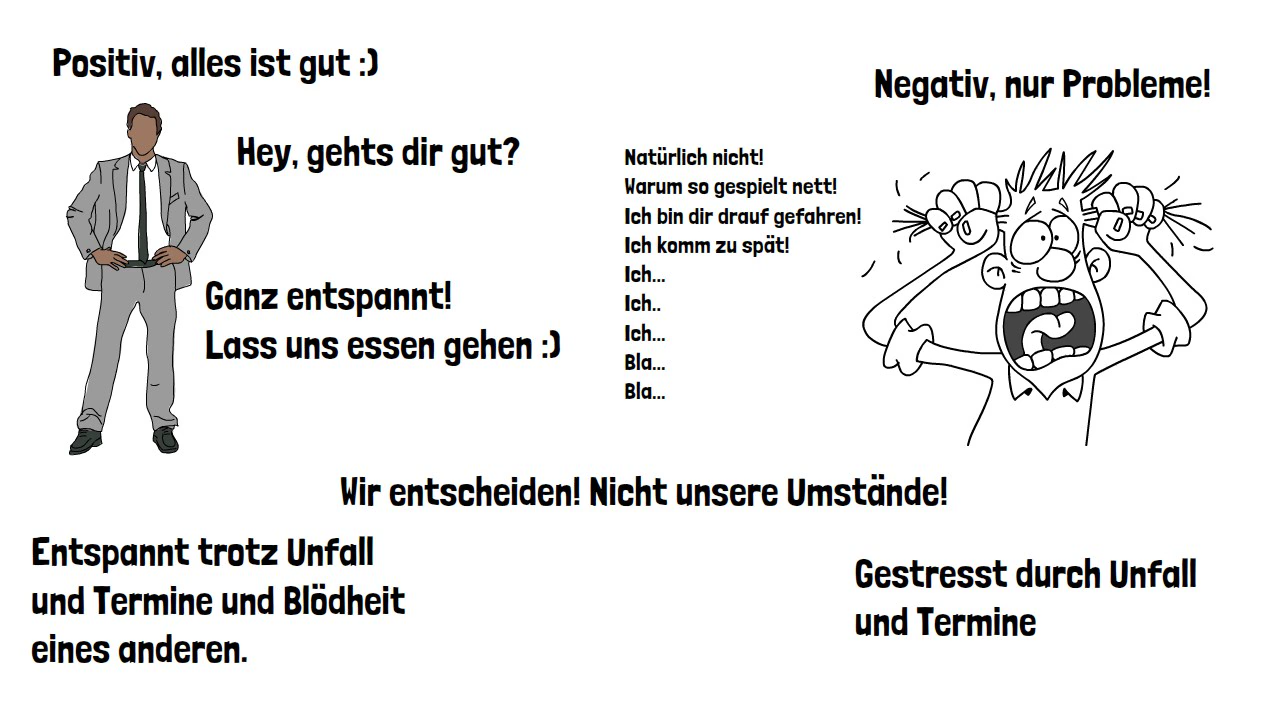 Positiv, alles ist gut :)
Negativ, nur Probleme!
Hey, gehts dir gut?
Natürlich nicht!
Warum so gespielt nett!
Ich bin dir drauf gefahren!
Ich komm zu spät!
Ich...
Ich..
Ich...
Bla...
Bla...
Ganz entspannt!
Lass uns essen gehen :)
Wir entscheiden! Nicht unsere Umstände!
Entspannt trotz Unfall
und Termine und Blödheit
eines anderen.
Gestresst durch Unfall
und Termine